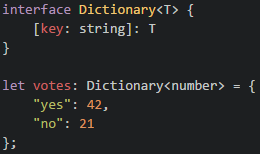 interface Dictionary<T> {
    [key: string]: T
}

let votes: Dictionary<number> = {
    "yes": 42,
    "no": 21
};